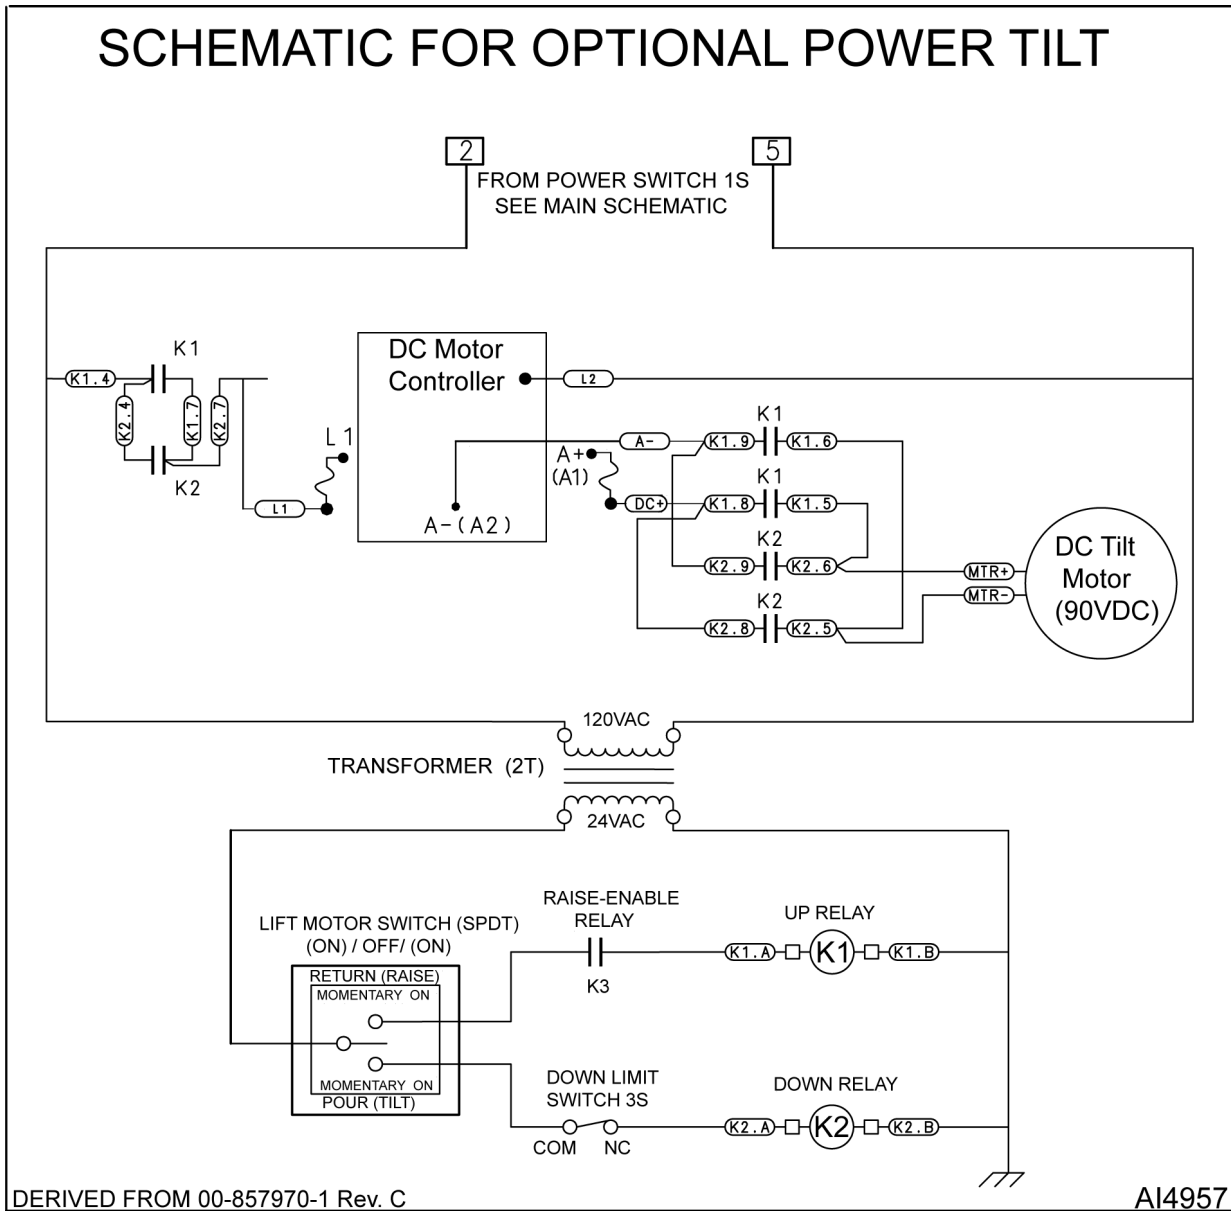 SCHEMATIC FOR OPTIONAL POWER TILT
2
5
FROM POWER SWITCH 1S
SEE MAIN SCHEMATIC
K1
K1.4
K2.4
K1.7
K2.7
K2
L1
L1
DC Motor
Controller
L2
A-
A+
(A1)
A-(A2)
DC+
K1
K1.9
K1.6
K1
K1.8
K1.5
K2
K2.9
K2.6
K2
K2.8
K2.5
MTR+
MTR-
DC Tilt
Motor
(90VDC)
120VAC
TRANSFORMER (2T)
24VAC
LIFT MOTOR SWITCH (SPDT)
(ON) / OFF/ (ON)
RETURN (RAISE)
MOMENTARY ON
MOMENTARY ON
POUR (TILT)
RAISE-ENABLE
RELAY
K3
UP RELAY
K1.A
K1
K1.B
DOWN LIMIT
SWITCH 3S
COM
NC
DOWN RELAY
K2.A
K2
K2.B
DERIVED FROM 00-857970-1 Rev. C
AI4957